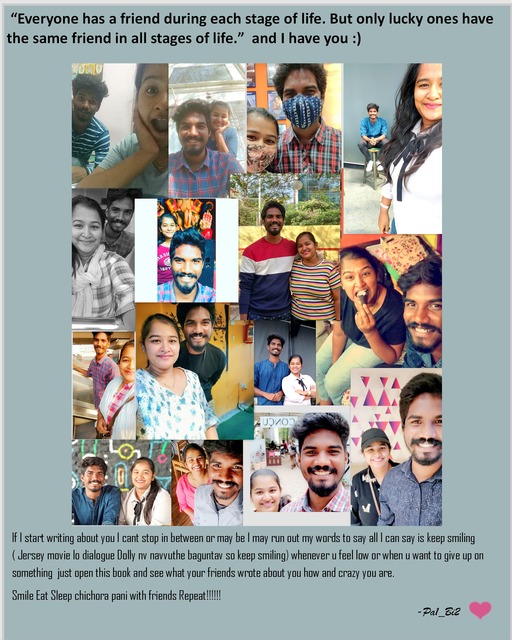 “Everyone has a friend during each stage of life. But only lucky ones have
the same friend in all stages of life.”  and I have you :)
If I start writing about you I cant stop in between or may be I may run out my words to say all I can say is keep smiling
( Jersey movie lo dialogue Dolly nv navvuthe baguntav so keep smiling) whenever u feel low or when u want to give up on
something  just open this book and see what your friends wrote about you how and crazy you are.
Smile Eat Sleep chichora pani with friends Repeat!!!!!!
-Pal_Bi2